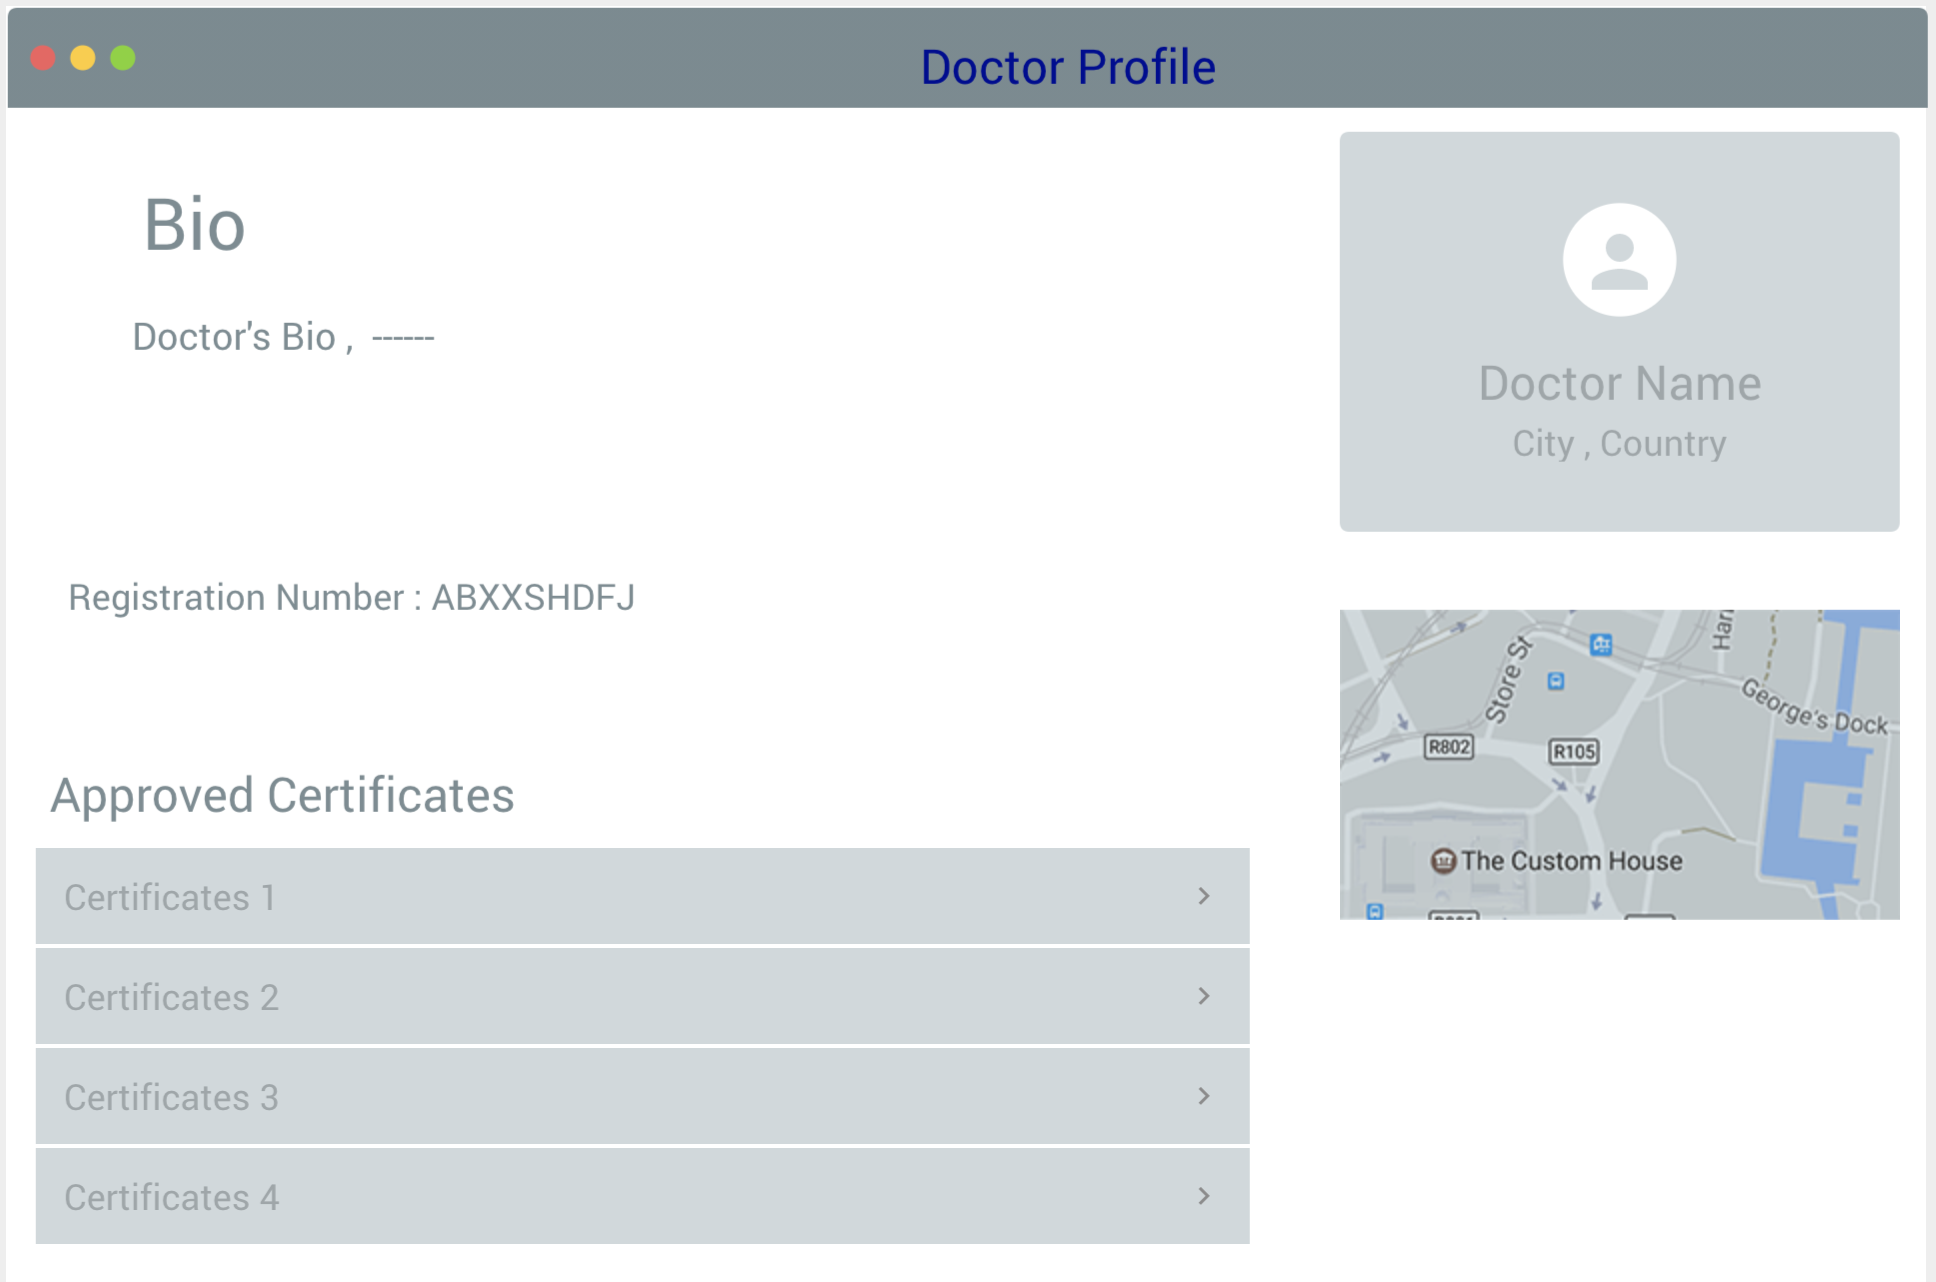 Doctor Profile
Bio
Doctor's Bio , ------
Registration Number : ABXXSHDFJ
Approved Certificates
Certificates 1
Certificates 2
Certificates 3
Certificates 4
Doctor Name
City , Country
Store St
George's Dock
R802
R105
The Custom House